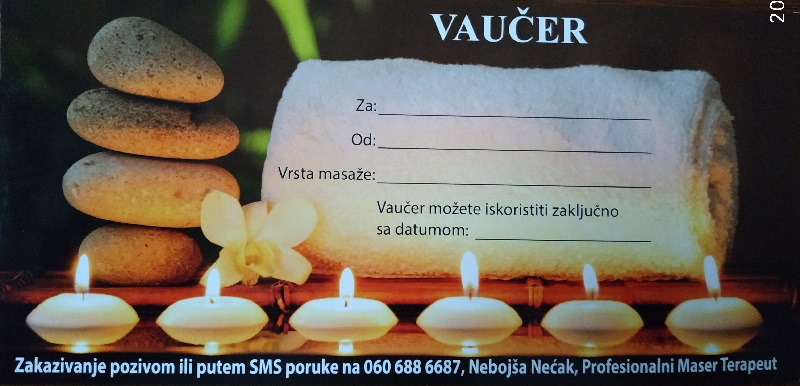 VAUČER
20
Za:
Od:
Vrsta masaže:
Vaučer možete iskoristiti zaključno
sa datumom:
Zakazivanje pozivom ili putem SMS poruke na 060 688 6687, Nebojša Nećak, Profesionalni Maser Terapeut